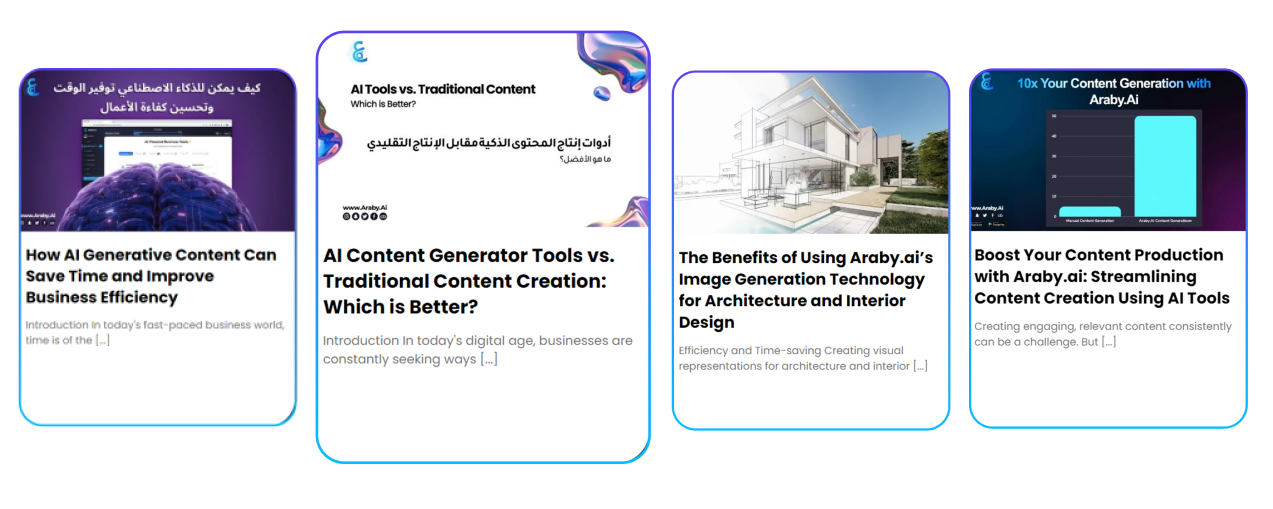 كيف يمكن للذكاء الاصطناعي توفير الوقت
وتحسين كفاءة الأعمال
www.Araby.Ai
How AI Generative Content Can
Save Time and Improve
Business Efficiency
Introduction In today's fast-paced business world,
time is of the [...]
AI Tools vs. Traditional Content
Which is Better?
أدوات إنتاج المحتوى الذكية مقابل الإنتاج التقليدي
ما هو الأفضل؟
www.Araby.Ai
AI Content Generator Tools vs.
Traditional Content Creation:
Which is Better?
Introduction In today's digital age, businesses are
constantly seeking ways [...]
The Benefits of Using Araby.ai’s
Image Generation Technology
for Architecture and Interior
Design
Efficiency and Time-saving Creating visual
representations for architecture and interior [...]
10x Your Content Generation with
Araby.Ai
50
40
30
20
10
0
Manual Content Generation
Araby.Ai Content Generation
www.Araby.Ai
Boost Your Content Production
with Araby.ai: Streamlining
Content Creation Using AI Tools
Creating engaging, relevant content consistently
can be a challenge. But [...]